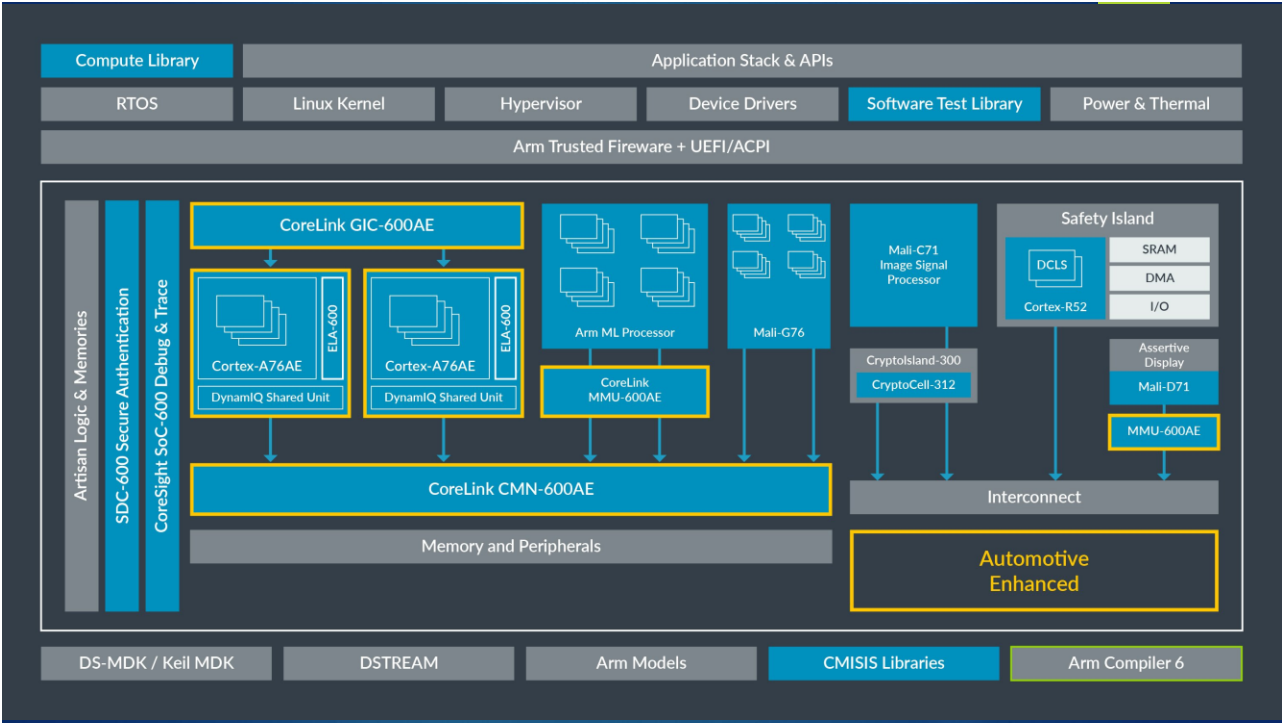 Compute Library
Application Stack & APIs
RTOS
Linux Kernel
Hypervisor
Device Drivers
Software Test Library
Power & Thermal
Arm Trusted Fireware + UEFI/ACPI
Artisan Logic & Memories
SDC-600 Secure Authentication
CoreSight SoC-600 Debug & Trace
CoreLink GIC-600AE
Cortex-A76AE
ELA-600
DynamIQ Shared Unit
Cortex-A76AE
ELA-600
DynamIQ Shared Unit
Arm ML Processor
CoreLink
MMU-600AE
Mali-G76
CoreLink CMN-600AE
Memory and Peripherals
Mali-C71
Image Signal
Processor
CryptoIsland-300
CryptoCell-312
Safety Island
DCLS
Cortex-R52
SRAM
DMA
I/O
Assertive
Display
Mali-D71
MMU-600AE
Interconnect
Automotive
Enhanced
DS-MDK / Keil MDK
DSTREAM
Arm Models
CMISIS Libraries
Arm Compiler 6